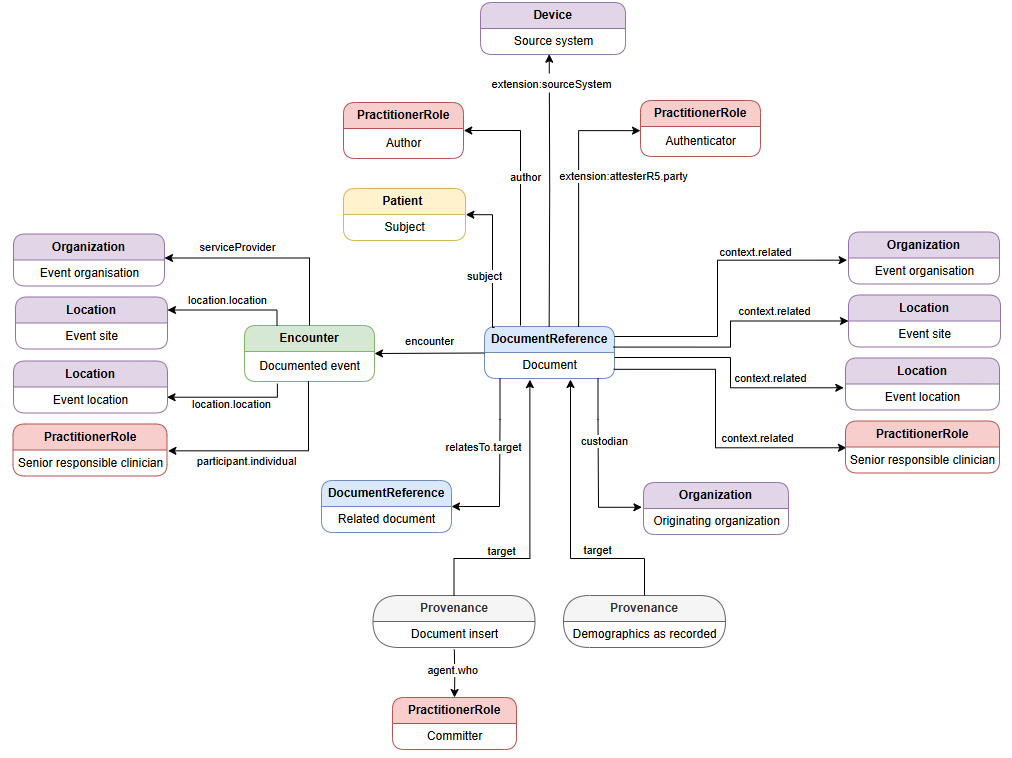 Device
Source system
extension:sourceSystem
PractitionerRole
Author
PractitionerRole
Authenticator
author
extension:attesterR5.party
Patient
Subject
subject
Organization
Event organisation
serviceProvider
Location
Event site
location.location
Location
Event location
location.location
PractitionerRole
Senior responsible clinician
participant.individual
Encounter
Documented event
encounter
DocumentReference
Document
context.related
Organization
Event organisation
context.related
Location
Event site
context.related
Location
Event location
context.related
PractitionerRole
Senior responsible clinician
relatesTo.target
custodian
DocumentReference
Related document
Organization
Originating organization
target
target
Provenance
Document insert
Provenance
Demographics as recorded
agent.who
PractitionerRole
Committer